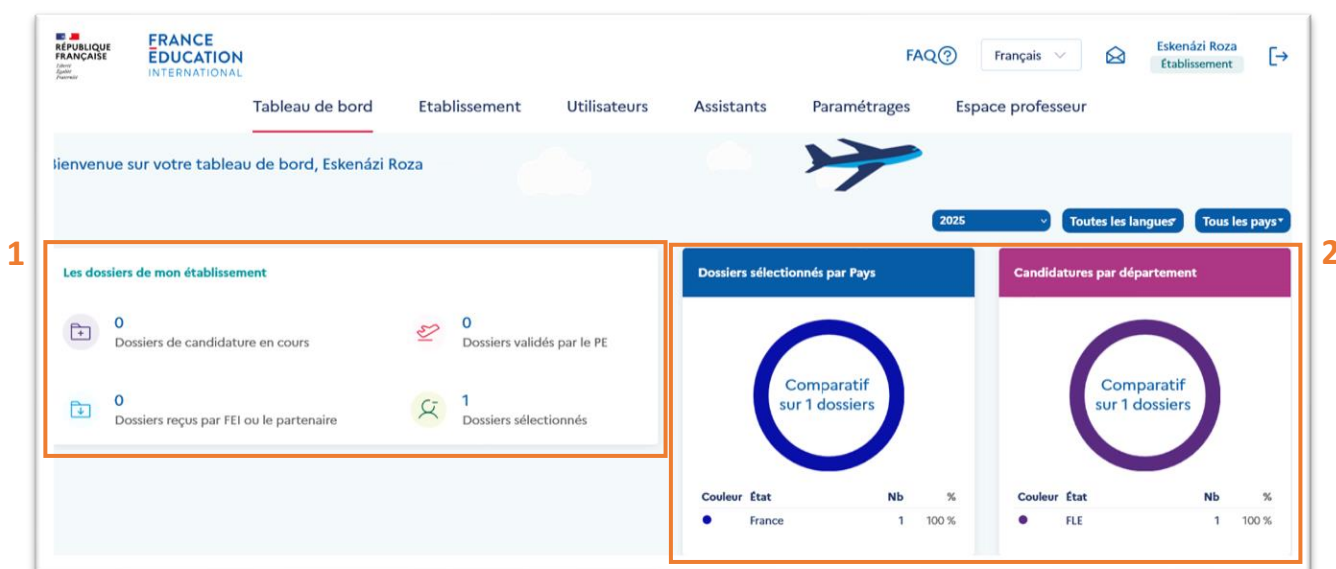 RÉPUBLIQUE
FRANÇAISE
Liberté
Égalité
Fraternité
FRANCE
ÉDUCATION
INTERNATIONAL
FAQ?
Français
Eskenázi Roza
Établissement
Tableau de bord Etablissement Utilisateurs Assistants Paramétrages Espace professeur
ienvenue sur votre tableau de bord, Eskenázi Roza
2025 Toutes les langues Tous les pays
1
2
Les dossiers de mon établissement
0
Dossiers de candidature en cours
0
Dossiers validés par le PE
0
Dossiers reçus par FEI ou le partenaire
1
Dossiers sélectionnés
Dossiers sélectionnés par Pays
Comparatif
sur 1 dossiers
Couleur État Nb %
France 1 100 %
Candidatures par département
Comparatif
sur 1 dossiers
Couleur État Nb %
FLE 1 100 %